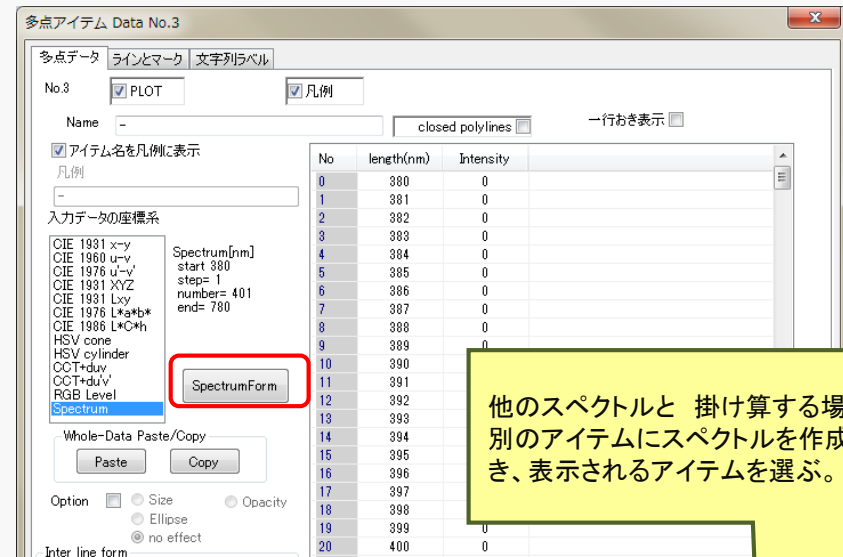 多点アイテム Data No.3
x
多点データ ラインとマーク 文字列ラベル
No.3 PLOT 凡例
Name - closed polylines 一行おき表示
アイテム名を凡例に表示
凡例
-
入力データの座標系
CIE 1931 x-y
CIE 1960 u-v
CIE 1976 u'-v'
CIE 1931 XYZ
CIE 1931 Lxy
CIE 1976 L*a*b*
CIE 1986 L*C*h
HSV cone
HSV cylinder
CCT+duv
CCT+du'v'
RGB Level
Spectrum
Spectrum[nm]
start 380
step= 1
number= 401
end= 780
SpectrumForm
Whole-Data Paste/Copy
Paste Copy
Option Size Opacity
Ellipse
no effect
Inter line form
No length(nm) Intensity
0 380 0
1 381 0
2 382 0
3 383 0
4 384 0
5 385 0
6 386 0
7 387 0
8 388 0
9 389 0
10 390
11 391
12 392
13 393
14 394
15 395
16 396
17 397
18 398
19 399 0
20 400 0
他のスペクトルと 掛け算する場
別のアイテムにスペクトルを作成
き、表示されるアイテムを選ぶ。